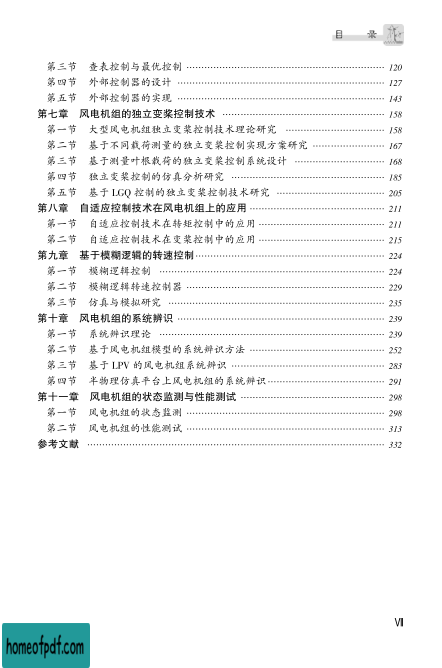 目 录
第三节 查表控制与最优控制 …… 120
第四节 外部控制器的设计 …… 127
第五节 外部控制器的实现 …… 143
第七章 风电机组的独立变桨控制技术 …… 158
第一节 大型风电机组独立变桨控制技术理论研究 …… 158
第二节 基于不同载荷测量的独立变桨控制实现方案研究 …… 167
第三节 基于测量叶根载荷的独立变桨控制系统设计 …… 168
第四节 独立变桨控制的仿真分析研究 …… 185
第五节 基于 LGQ 控制的独立变桨控制技术研究 …… 205
第八章 自适应控制技术在风电机组上的应用 …… 211
第一节 自适应控制技术在转矩控制中的应用 …… 211
第二节 自适应控制技术在变桨控制中的应用 …… 215
第九章 基于模糊逻辑的转速控制 …… 224
第一节 模糊逻辑控制 …… 224
第二节 模糊逻辑转速控制器 …… 229
第三节 仿真与模拟研究 …… 235
第十章 风电机组的系统辨识 …… 239
第一节 系统辨识理论 …… 239
第二节 基于风电机组模型的系统辨识方法 …… 252
第三节 基于 LPV 的风电机组系统辨识 …… 283
第四节 半物理仿真平台上风电机组的系统辨识 …… 291
第十一章 风电机组的状态监测与性能测试 …… 298
第一节 风电机组的状态监测 …… 298
第二节 风电机组的性能测试 …… 313
参考文献 …… 332
Ⅶ
homeofpdf.com